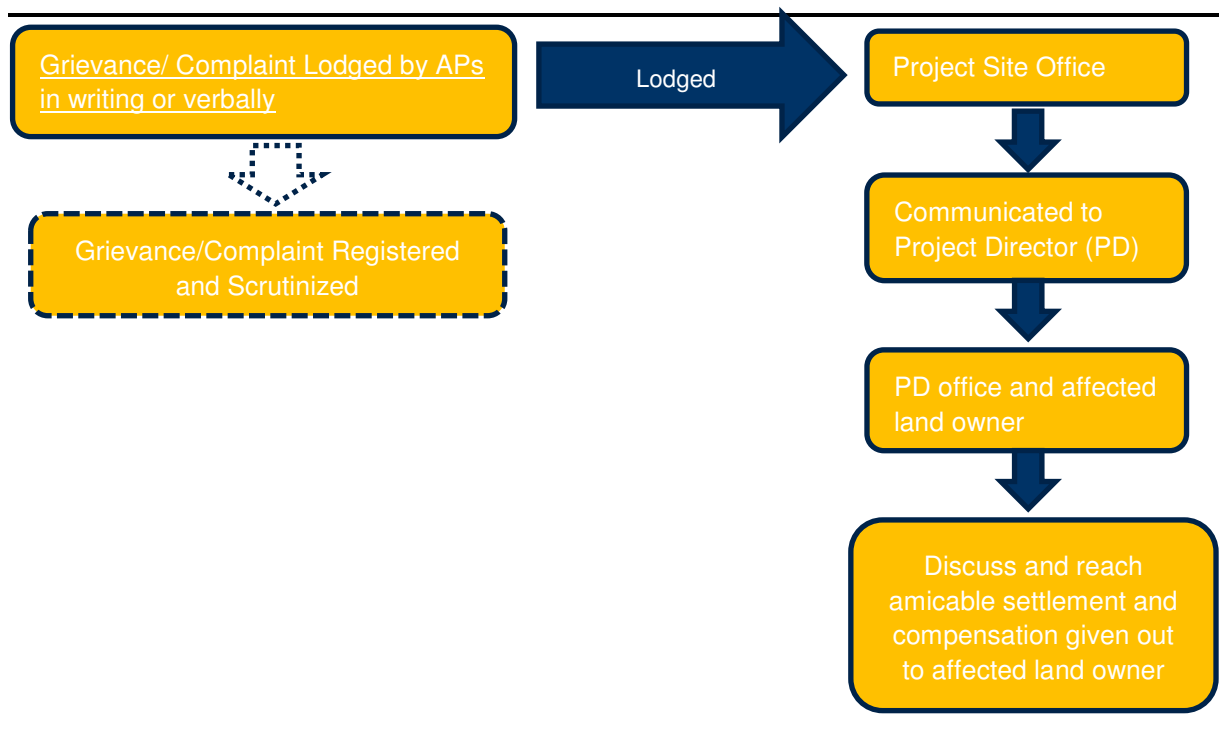 Grievance/ Complaint Lodged by APs
in writing or verbally
Lodged
Project Site Office
Grievance/Complaint Registered
and Scrutinized
Communicated to
Project Director (PD)
PD office and affected
land owner
Discuss and reach
amicable settlement and
compensation given out
to affected land owner